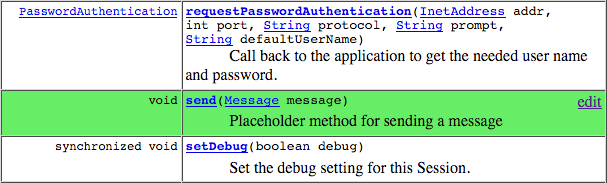 PasswordAuthentication requestPasswordAuthentication(InetAddress addr,
int port, String protocol, String prompt,
String defaultUserName)
Call back to the application to get the needed user name
and password.
void send(Message message) edit
Placeholder method for sending a message
synchronized void setDebug(boolean debug)
Set the debug setting for this Session.